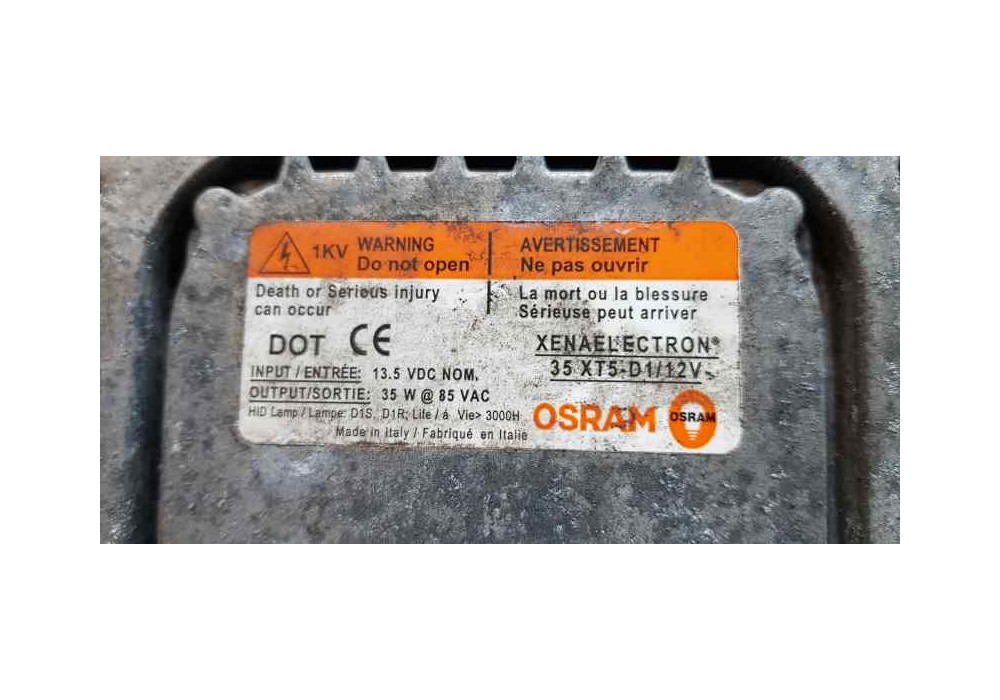 1KV WARNING
Do not open
AVERTISSEMENT
Ne pas ouvrir
Death or Serious injury
can occur
La mort ou la blessure
Sérieuse peut arriver
DOT CE
XENAELECTRON®
35 XT5-D1/12V
INPUT / ENTRÉE: 13.5 VDC NOM.
OUTPUT/SORTIE: 35 W @ 85 VAC
HID Lamp / Lampe: D1S, D1R; Life / á Vie> 3000H
Made in Italy / Fabriqué en Italie
OSRAM
OSRAM